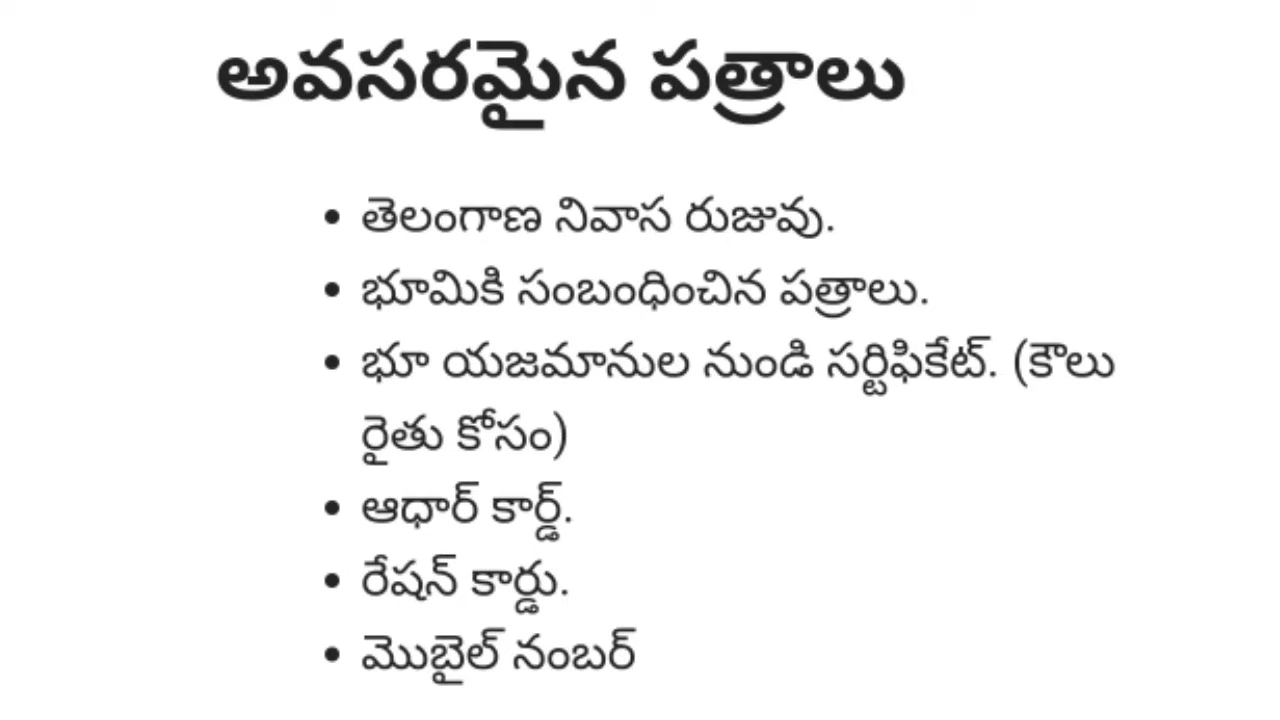 అవసరమైన పత్రాలు
• తెలంగాణ నివాస రుజువు.
• భూమికి సంబంధించిన పత్రాలు.
• భూ యజమానుల నుండి సర్టిఫికేట్. (కౌలు
రైతు కోసం)
• ఆధార్ కార్డ్.
• రేషన్ కార్డు.
• మొబైల్ నంబర్